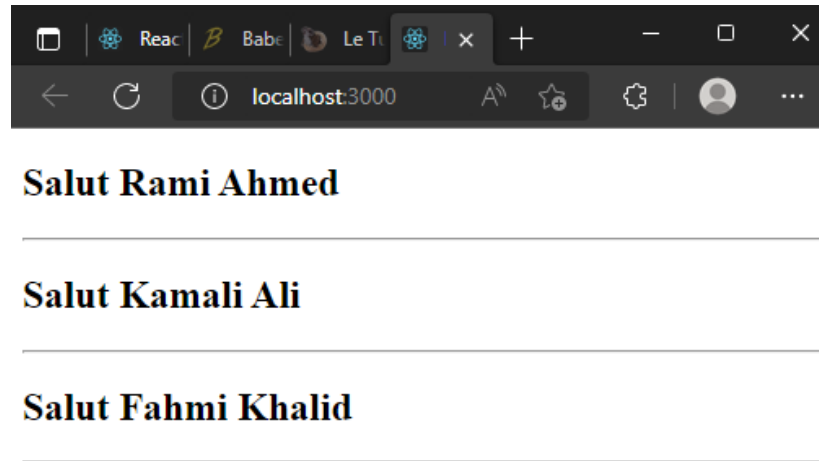 Reac Babe Le Tu
localhost:3000 A
Salut Rami Ahmed
Salut Kamali Ali
Salut Fahmi Khalid